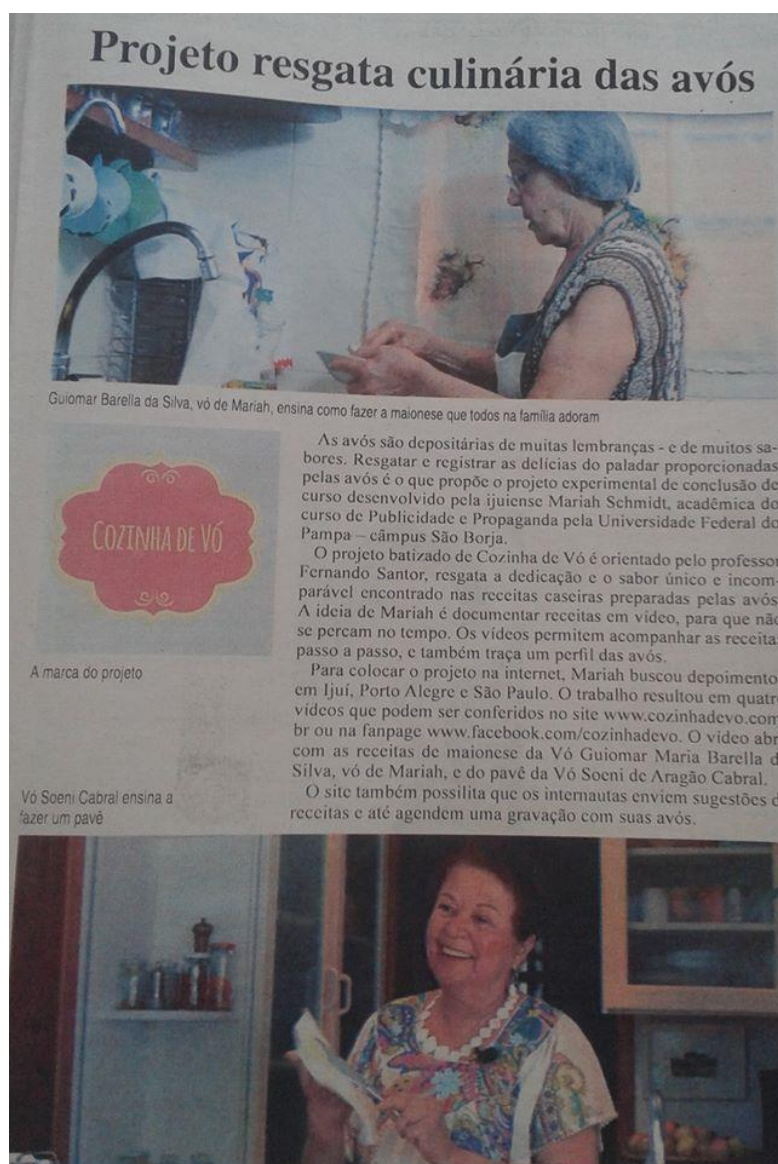 Projeto resgata culinária das avós
Guiomar Barella da Silva, vó de Mariah, ensina como fazer a maionese que todos na família adoram
COZINHA DE VÓ
A marca do projeto
As avós são depositárias de muitas lembranças - e de muitos sa-
bores. Resgatar e registrar as delícias do paladar proporcionadas
pelas avós é o que propõe o projeto experimental de conclusão de
curso desenvolvido pela ijuiense Mariah Schmidt, acadêmica do
curso de Publicidade e Propaganda pela Universidade Federal do
Pampa – câmpus São Borja.
O projeto batizado de Cozinha de Vó é orientado pelo professor
Fernando Santor, resgata a dedicação e o sabor único e incom-
parável encontrado nas receitas caseiras preparadas pelas avós.
A ideia de Mariah é documentar receitas em vídeo, para que não
se percam no tempo. Os vídeos permitem acompanhar as receita
passo a passo, e também traça um perfil das avós.
Para colocar o projeto na internet, Mariah buscou depoimento
em Ijuí, Porto Alegre e São Paulo. O trabalho resultou em quatr
vídeos que podem ser conferidos no site www.cozinhadevo.com
br ou na fanpage www.facebook.com/cozinhadevo. O vídeo abr
com as receitas de maionese da Vó Guiomar Maria Barella d
Silva, vó de Mariah, e do pavê da Vó Soeni de Aragão Cabral.
O site também possilita que os internautas enviem sugestões d
receitas e até agendem uma gravação com suas avós.
Vó Soeni Cabral ensina a
fazer um pavê